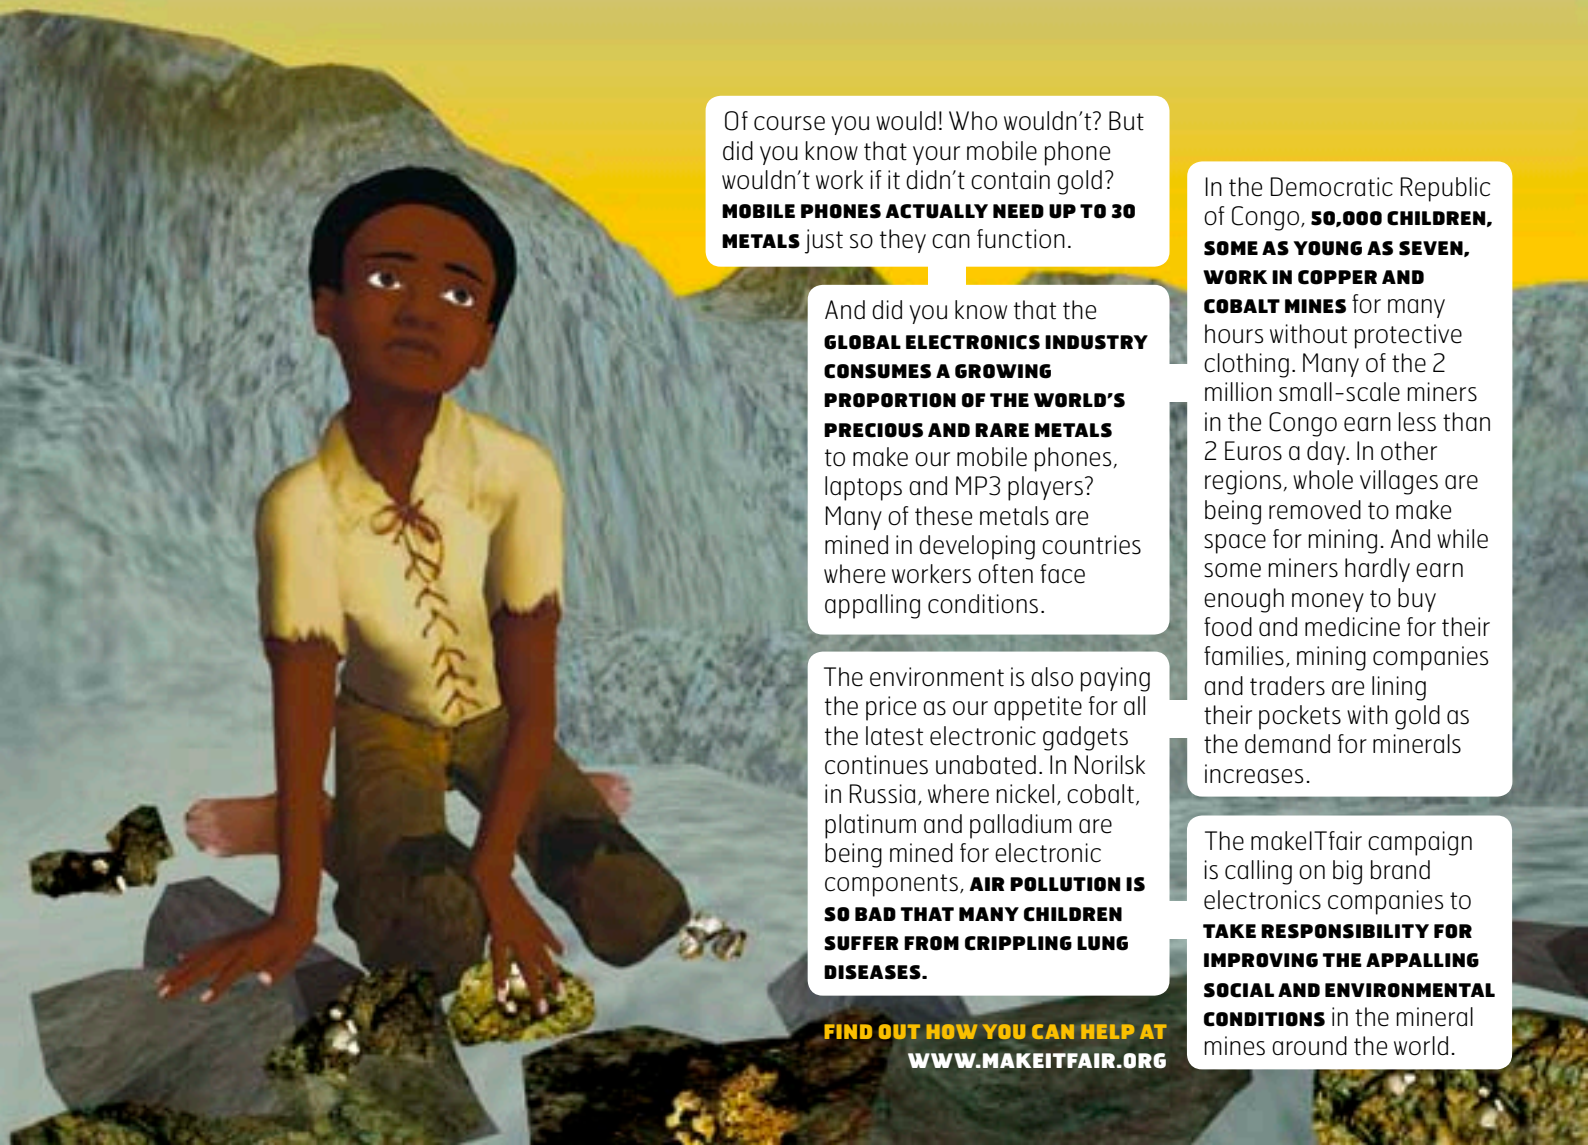 Of course you would! Who wouldn't? But
did you know that your mobile phone
wouldn't work if it didn't contain gold?
MOBILE PHONES ACTUALLY NEED UP TO 30
METALS just so they can function.
And did you know that the
GLOBAL ELECTRONICS INDUSTRY
CONSUMES A GROWING
PROPORTION OF THE WORLD'S
PRECIOUS AND RARE METALS
to make our mobile phones,
laptops and MP3 players?
Many of these metals are
mined in developing countries
where workers often face
appalling conditions.
In the Democratic Republic
of Congo, 50,000 CHILDREN,
SOME AS YOUNG AS SEVEN,
WORK IN COPPER AND
COBALT MINES for many
hours without protective
clothing. Many of the 2
million small-scale miners
in the Congo earn less than
2 Euros a day. In other
regions, whole villages are
being removed to make
space for mining. And while
some miners hardly earn
enough money to buy
food and medicine for their
families, mining companies
and traders are lining
their pockets with gold as
the demand for minerals
increases.
The environment is also paying
the price as our appetite for all
the latest electronic gadgets
continues unabated. In Norilsk
in Russia, where nickel, cobalt,
platinum and palladium are
being mined for electronic
components, AIR POLLUTION IS
SO BAD THAT MANY CHILDREN
SUFFER FROM CRIPPLING LUNG
DISEASES.
The makeITfair campaign
is calling on big brand
electronics companies to
TAKE RESPONSIBILITY FOR
IMPROVING THE APPALLING
SOCIAL AND ENVIRONMENTAL
CONDITIONS in the mineral
mines around the world.
FIND OUT HOW YOU CAN HELP AT
WWW.MAKEITFAIR.ORG